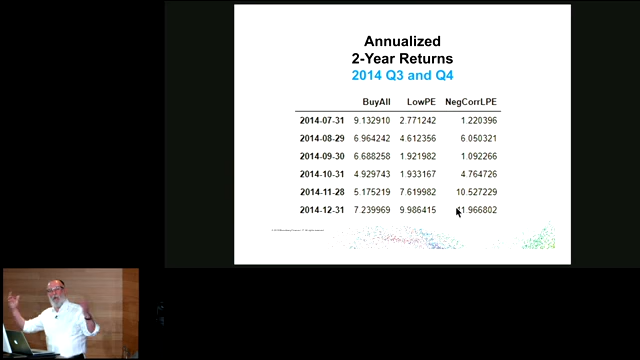 Annualized
2-Year Returns
2014 Q3 and Q4
BuyAll LowPE NegCorrLPE
2014-07-31 9.132910 2.771242 1.220396
2014-08-29 6.964242 4.612356 6.050321
2014-09-30 6.688258 1.921982 1.092266
2014-10-31 4.929743 1.933167 4.764726
2014-11-28 5.175219 7.619982 10.527229
2014-12-31 7.239969 9.986415 11.966802